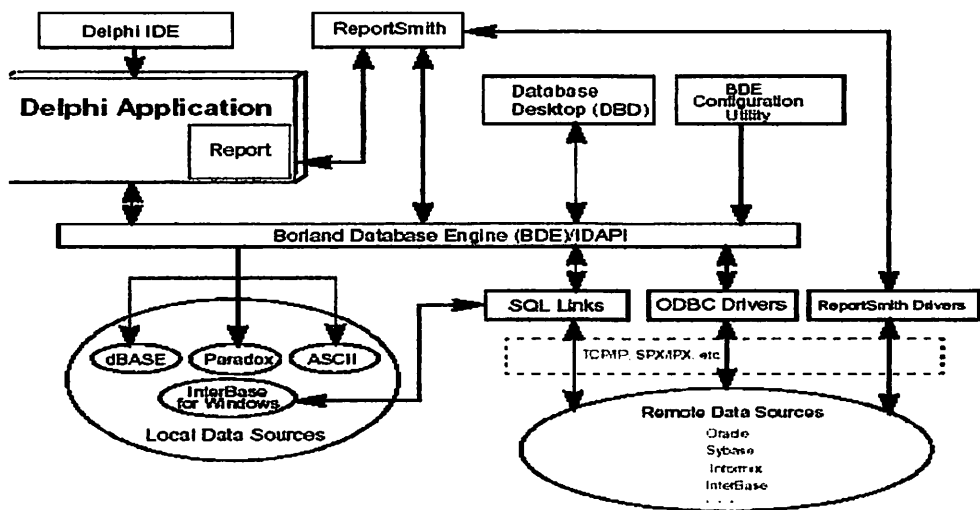 Delphi IDE
ReportSmith
Delphi Application
Report
Database
Desktop (DBD)
BDE
Configuration
Utility
Borland Database Engine (BDE)/IDAPI
SQL Links
ODBC Drivers
ReportSmith Drivers
dBASE
Paradox
ASCII
InterBase
for Windows
Local Data Sources
TCP/IP, SPX/IPX, etc
Remote Data Sources
Oracle
Sybase
Informix
InterBase
. . .